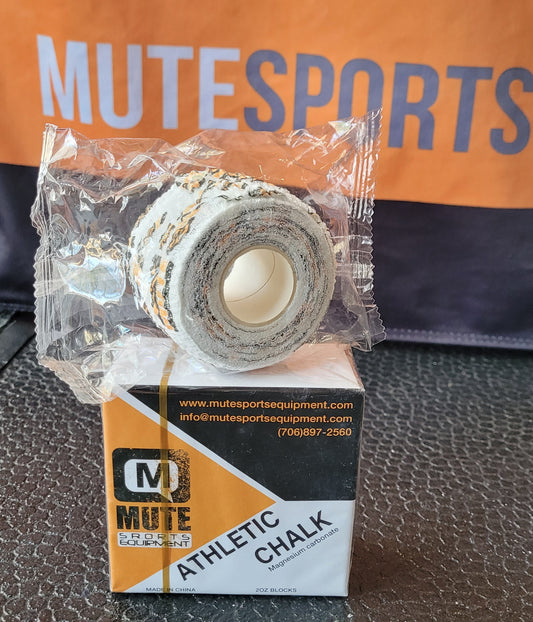 MUTESPORTS
www.mutesportsequipment.com
info@mutesportsequipment.com
(706)897-2560
M
MUTE
SPORTS
EQUIPMENT
ATHLETIC
CHALK
Magnesium carbonate
MADE IN CHINA
2OZ BLOCKS